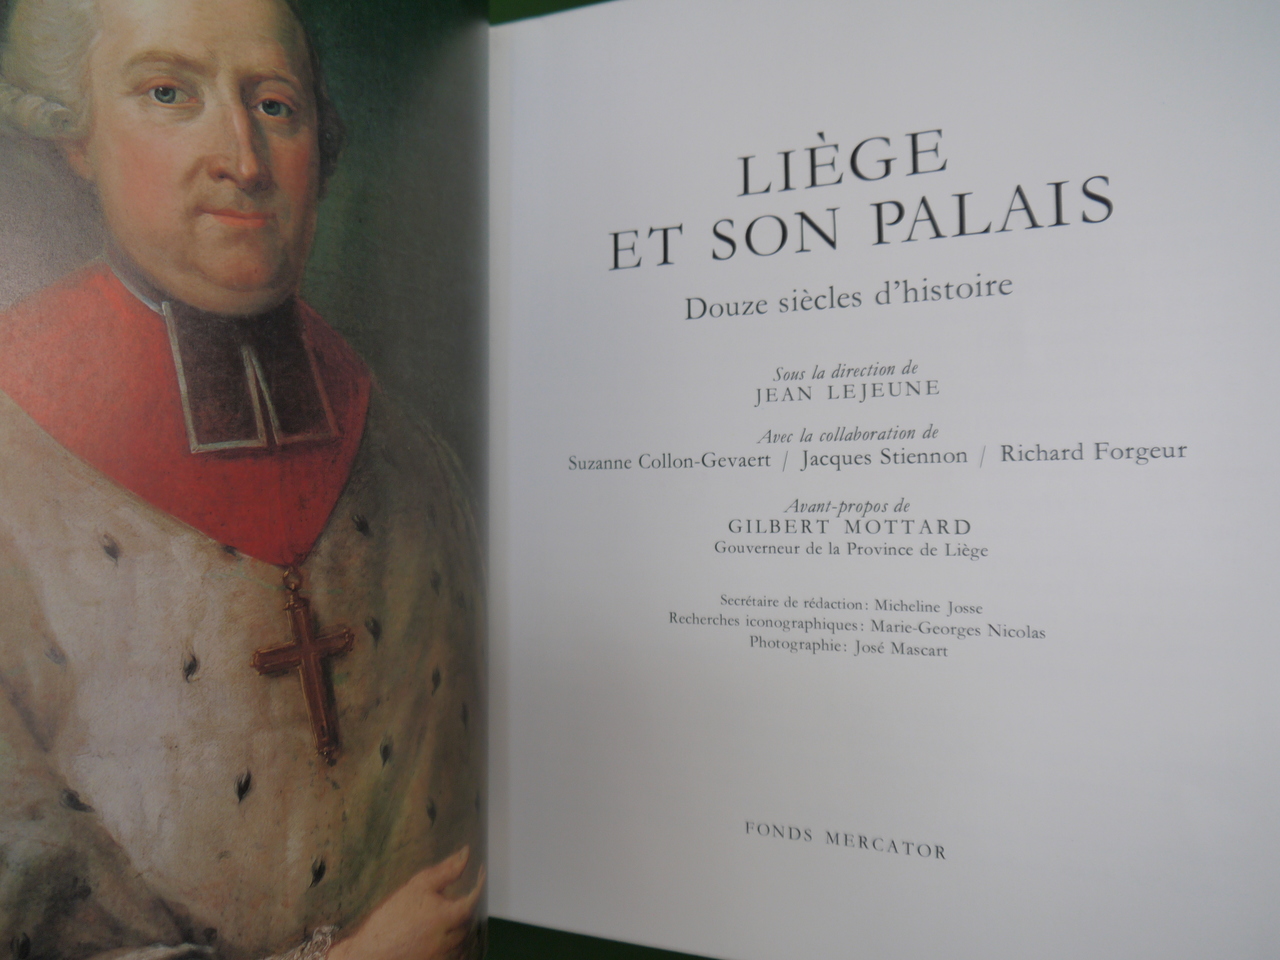 LIÈGE
ET SON PALAIS
Douze siècles d'histoire
Sous la direction de
JEAN LEJEUNE
Avec la collaboration de
Suzanne Collon-Gevaert / Jacques Stiennon / Richard Forgeur
Avant-propos de
GILBERT MOTTARD
Gouverneur de la Province de Liège
Secrétaire de rédaction: Micheline Josse
Recherches iconographiques: Marie-Georges Nicolas
Photographie: José Mascart
FONDS MERCATOR